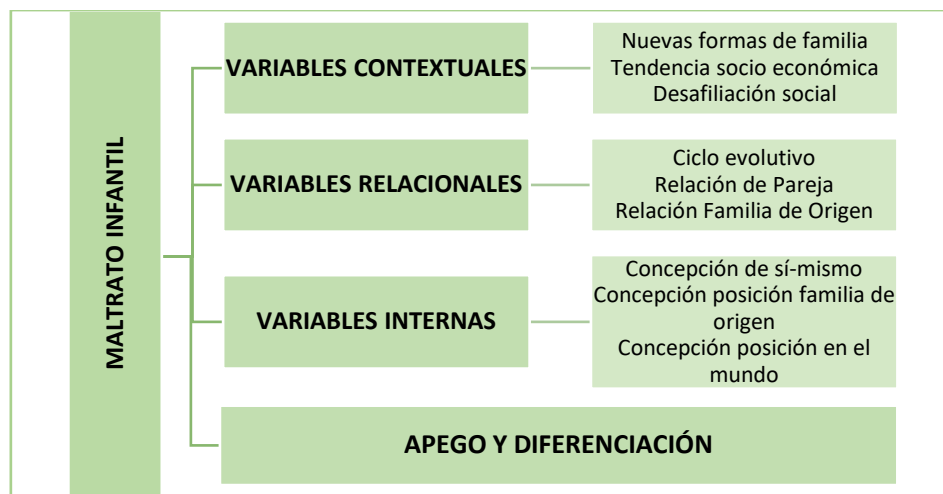 MALTRATO INFANTIL
VARIABLES CONTEXTUALES
Nuevas formas de familia
Tendencia socio económica
Desafiliación social
VARIABLES RELACIONALES
Ciclo evolutivo
Relación de Pareja
Relación Familia de Origen
VARIABLES INTERNAS
Concepción de sí-mismo
Concepción posición familia de
origen
Concepción posición en el
mundo
APEGO Y DIFERENCIACIÓN